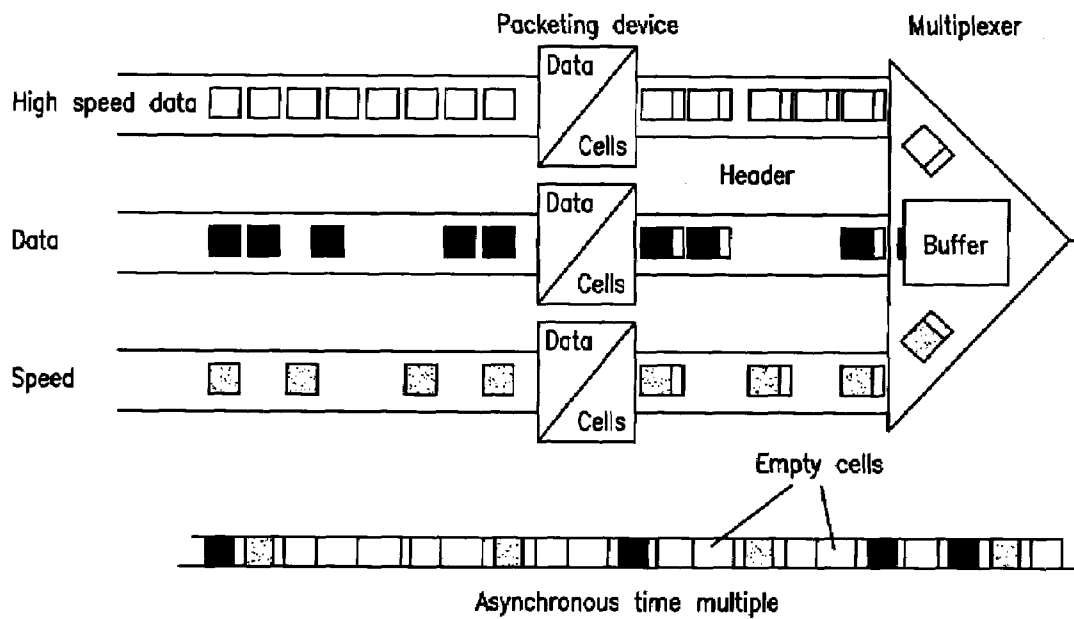 Packeting device
Multiplexer
High speed data
Data
Cells
Header
Data
Data
Cells
Buffer
Speed
Data
Cells
Empty cells
Asynchronous time multiple